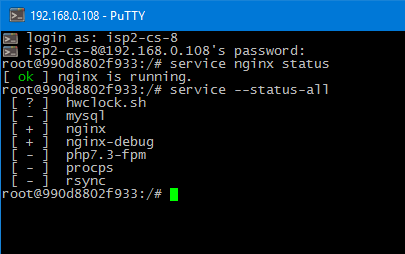 192.168.0.108 - PuTTY
login as: isp2-cs-8
isp2-cs-8@192.168.0.108's password:
root@990d8802f933:/# service nginx status
[ ok ] nginx is running.
root@990d8802f933:/# service --status-all
[ ? ]  hwclock.sh
[ - ]  mysql
[ + ]  nginx
[ + ]  nginx-debug
[ - ]  php7.3-fpm
[ - ]  procps
[ - ]  rsync
root@990d8802f933:/#